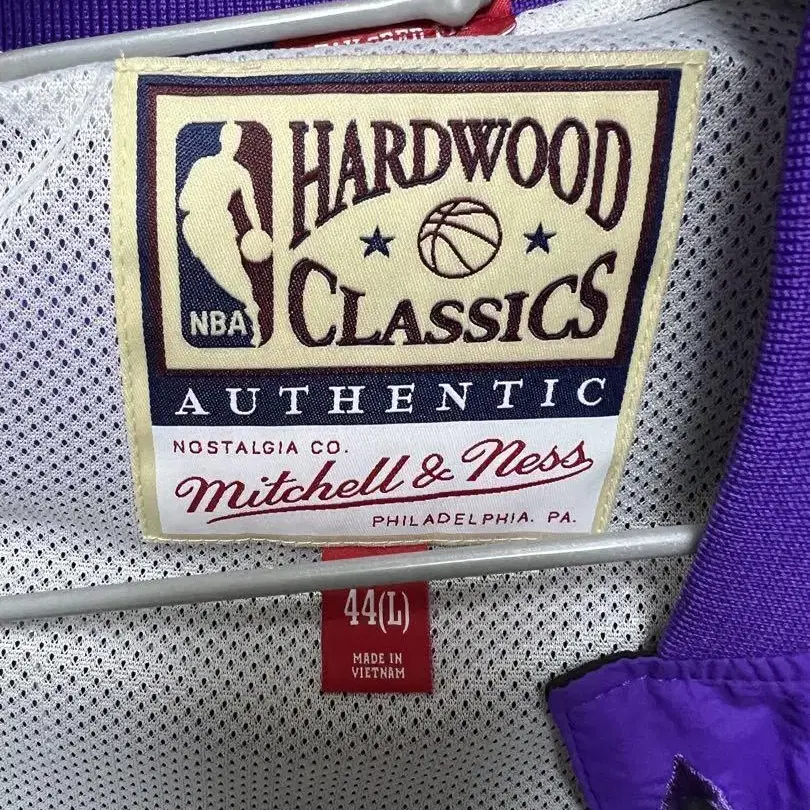 HARDWOOD
CLASSICS
NBA
AUTHENTIC
NOSTALGIA CO.
Mitchell & Ness
PHILADELPHIA. PA.
44(L)
MADE IN
VIETNAM